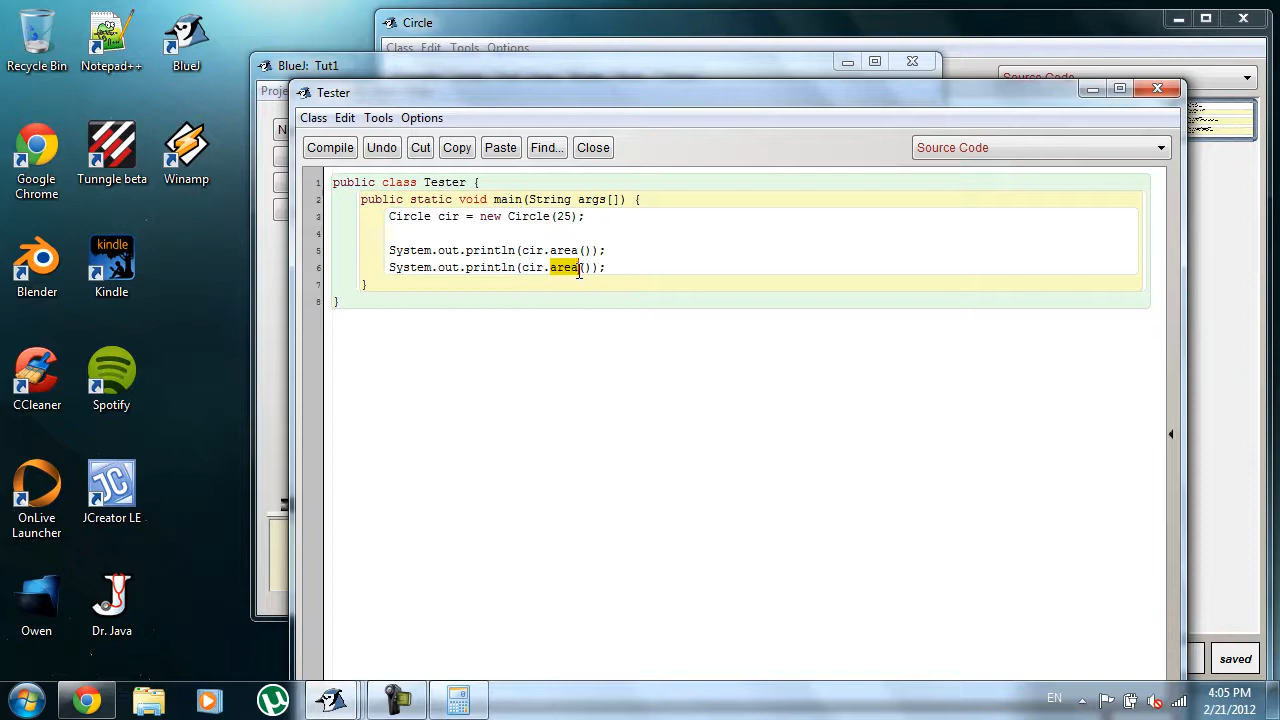 Circle
Class Edit Tools Options
Source Code
BlueJ: Tut1
Proje
Tester
Class Edit Tools Options
Compile Undo Cut Copy Paste Find... Close
Source Code
1 public class Tester {
2 public static void main(String args[]) {
3 Circle cir = new Circle(25);
4
5 System.out.println(cir.area());
6 System.out.println(cir.area());
7 }
8 }
saved
Recycle Bin
Notepad++
BlueJ
Google Chrome
Tunngle beta
Winamp
Blender
Kindle
CCleaner
Spotify
OnLive Launcher
JCreator LE
Owen
Dr. Java
EN
4:05 PM
2/21/2012